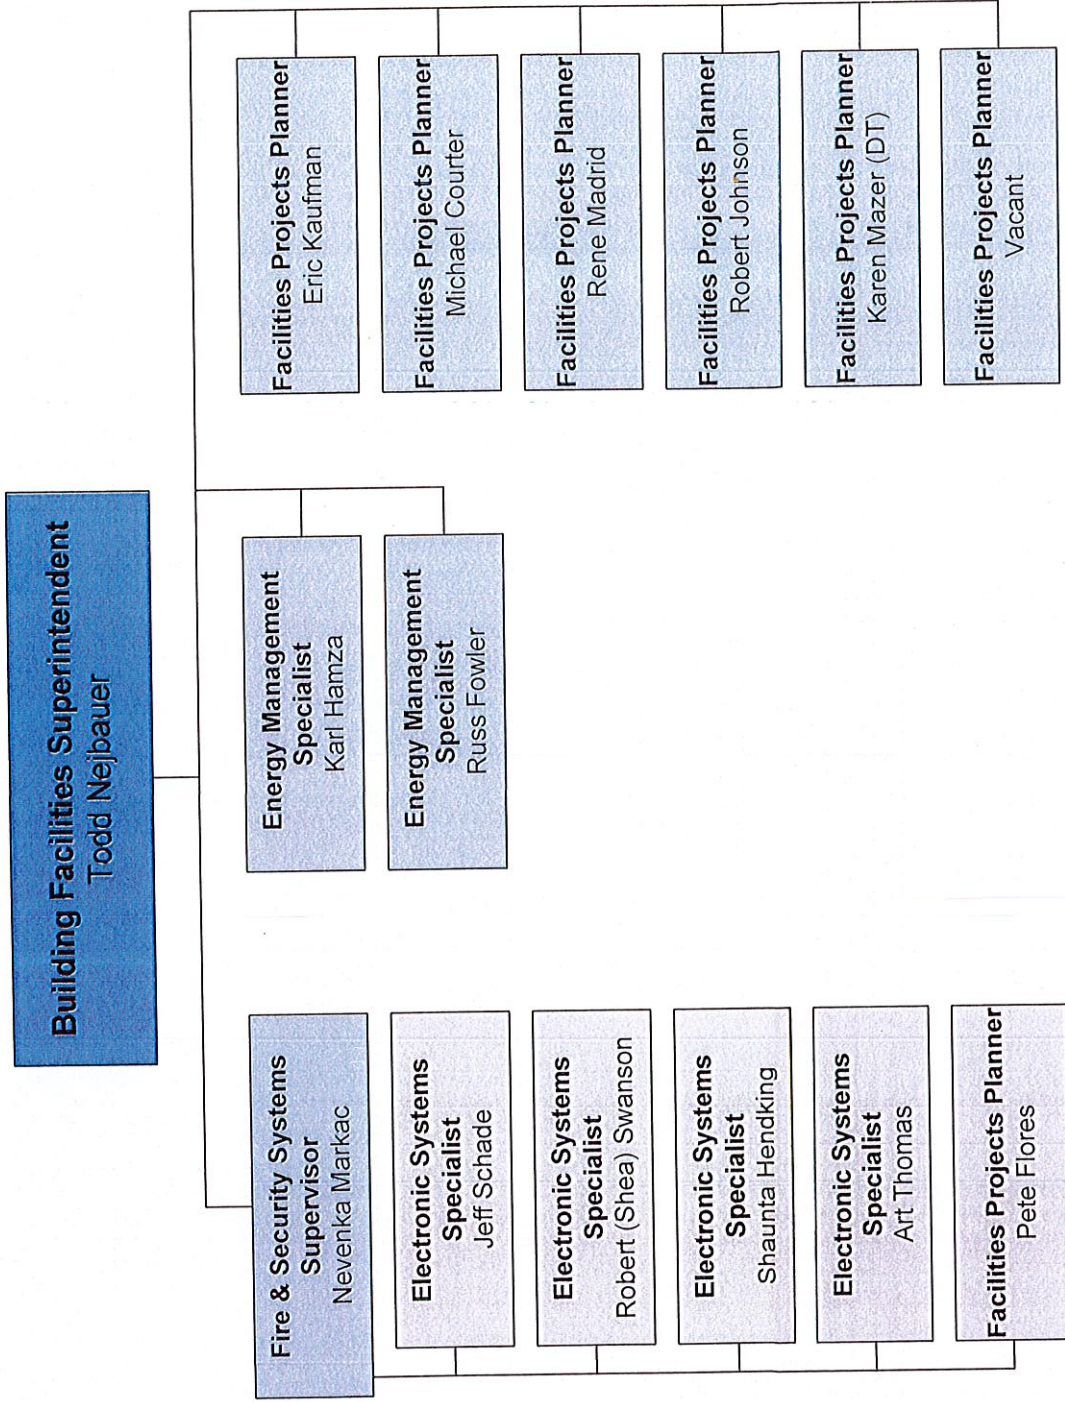 Building Facilities Superintendent
Todd Nejbauer
Fire & Security Systems
Supervisor
Nevenka Markac
Electronic Systems
Specialist
Jeff Schade
Electronic Systems
Specialist
Robert (Shea) Swanson
Electronic Systems
Specialist
Shaunta Hendking
Electronic Systems
Specialist
Art Thomas
Facilities Projects Planner
Pete Flores
Energy Management
Specialist
Karl Hamza
Energy Management
Specialist
Russ Fowler
Facilities Projects Planner
Eric Kaufman
Facilities Projects Planner
Michael Courter
Facilities Projects Planner
Rene Madrid
Facilities Projects Planner
Robert Johnson
Facilities Projects Planner
Karen Mazer (DT)
Facilities Projects Planner
Vacant